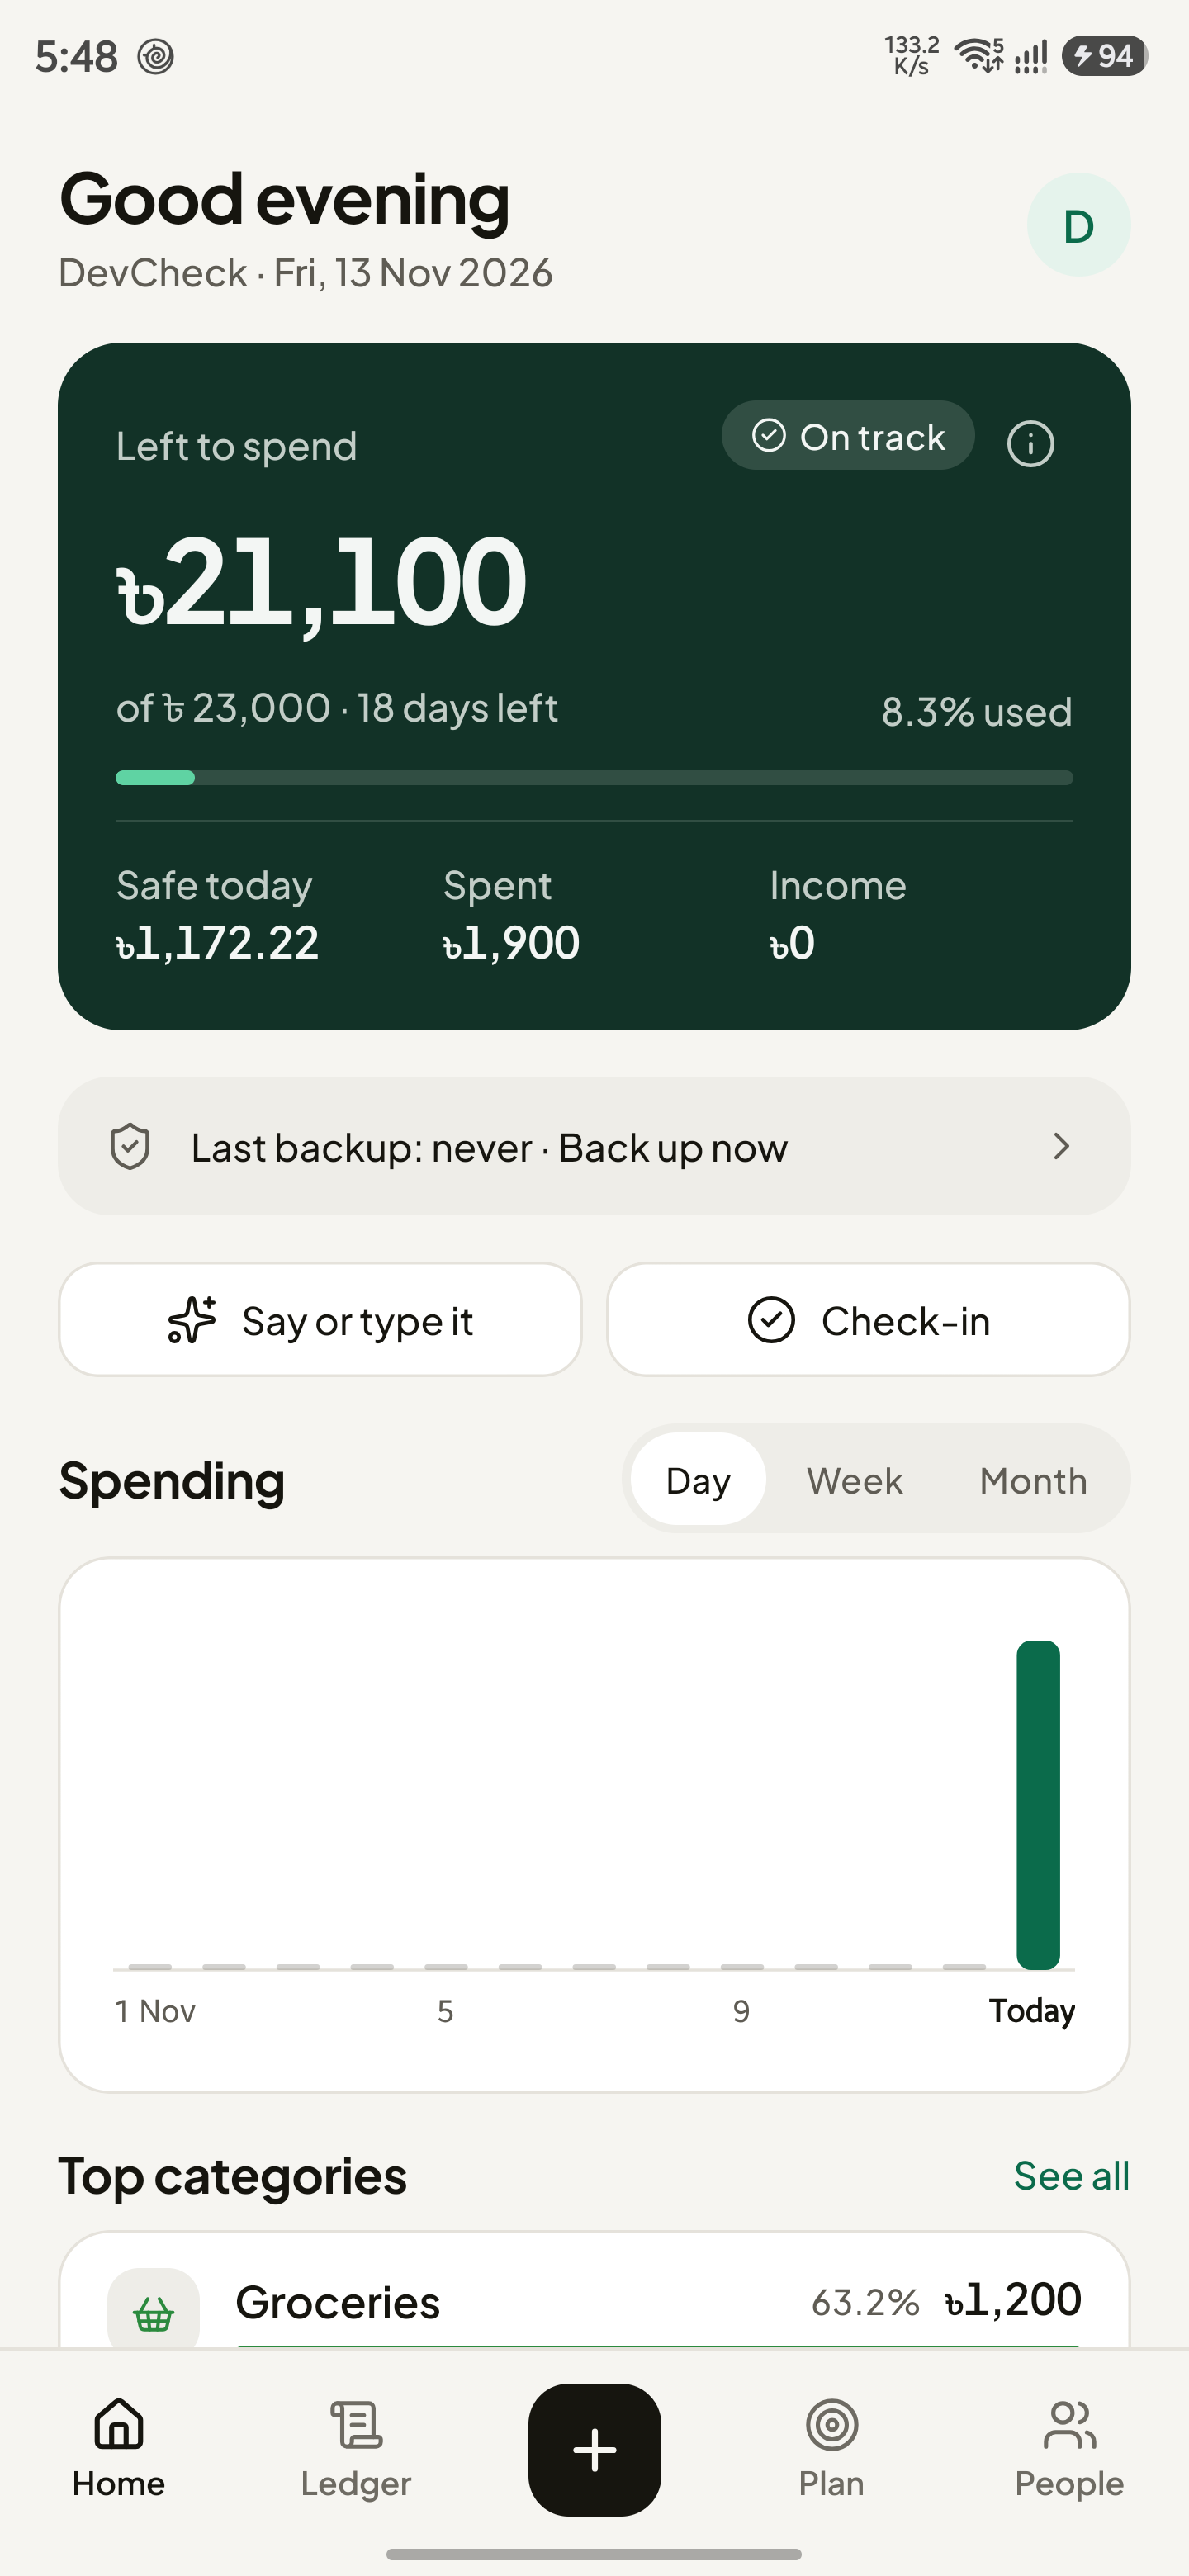 5:48
133.2
K/s
5
94
Good evening
D
DevCheck · Fri, 13 Nov 2026
Left to spend
On track
৳21,100
of ৳ 23,000 · 18 days left
8.3% used
Safe today
Spent
Income
৳1,172.22
৳1,900
৳0
Last backup: never · Back up now
Say or type it
Check-in
Spending
Day
Week
Month
1 Nov
5
9
Today
Top categories
See all
Groceries
63.2%
৳1,200
Home
Ledger
Plan
People